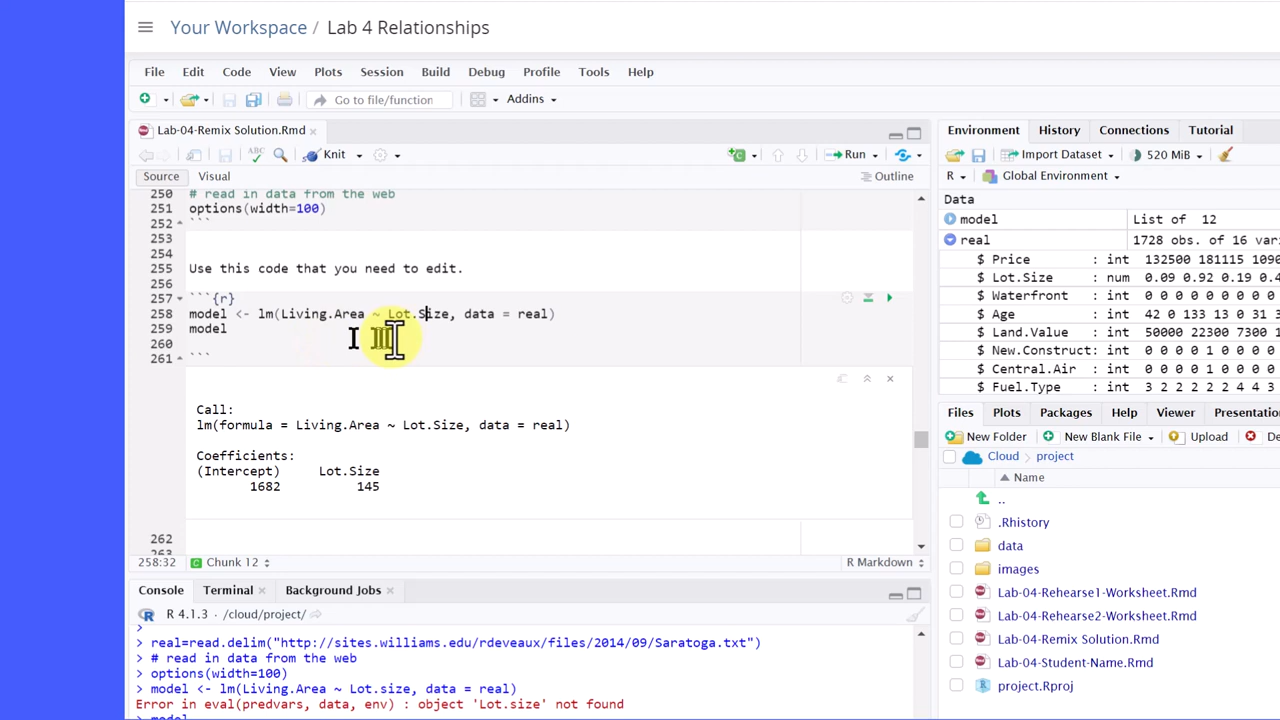 Your Workspace / Lab 4 Relationships
File Edit Code View Plots Session Build Debug Profile Tools Help
Go to file/function Addins
Lab-04-Remix Solution.Rmd
ABC Knit Run
Source Visual Outline
250 # read in data from the web
251 options(width=100)
252 ```
253
254
255 Use this code that you need to edit.
256
257 ```{r}
258 model <- lm(Living.Area ~ Lot.Size, data = real)
259 model
260
261 ```
Call:
lm(formula = Living.Area ~ Lot.Size, data = real)
Coefficients:
(Intercept) Lot.Size
1682 145
262
263
258:32 Chunk 12 R Markdown
Console Terminal Background Jobs
R 4.1.3 · /cloud/project/
>
> real=read.delim("http://sites.williams.edu/rdeveaux/files/2014/09/Saratoga.txt")
> # read in data from the web
> options(width=100)
> model <- lm(Living.Area ~ Lot.size, data = real)
Error in eval(predvars, data, env) : object 'Lot.size' not found
> model
Environment History Connections Tutorial
Import Dataset 520 MiB
R Global Environment
Data
model List of 12
real 1728 obs. of 16 vari
$ Price : int 132500 181115 1090
$ Lot.Size : num 0.09 0.92 0.19 0.4
$ Waterfront : int 0 0 0 0 0 0 0 0 0
$ Age : int 42 0 133 13 0 31 3
$ Land.Value : int 50000 22300 7300 1
$ New.Construct: int 0 0 0 0 1 0 0 0 0
$ Central.Air : int 0 0 0 0 1 0 0 0 0
$ Fuel.Type : int 3 2 2 2 2 2 4 4 3
Files Plots Packages Help Viewer Presentatio
New Folder New Blank File Upload De
Cloud project
Name
..
.Rhistory
data
images
Lab-04-Rehearse1-Worksheet.Rmd
Lab-04-Rehearse2-Worksheet.Rmd
Lab-04-Remix Solution.Rmd
Lab-04-Student-Name.Rmd
project.Rproj